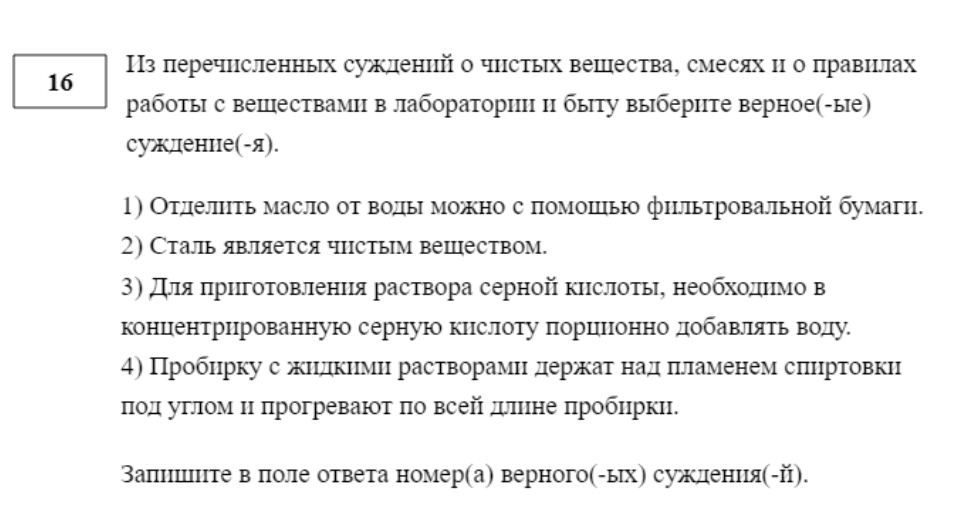 16
Из перечисленных суждений о чистых вещества, смесях и о правилах
работы с веществами в лаборатории и быту выберите верное(-ые)
суждение(-я).
1) Отделить масло от воды можно с помощью фильтровальной бумаги.
2) Сталь является чистым веществом.
3) Для приготовления раствора серной кислоты, необходимо в
концентрированную серную кислоту порционно добавлять воду.
4) Пробирку с жидкими растворами держат над пламенем спиртовки
под углом и прогревают по всей длине пробирки.
Запишите в поле ответа номер(а) верного(-ых) суждения(-й).